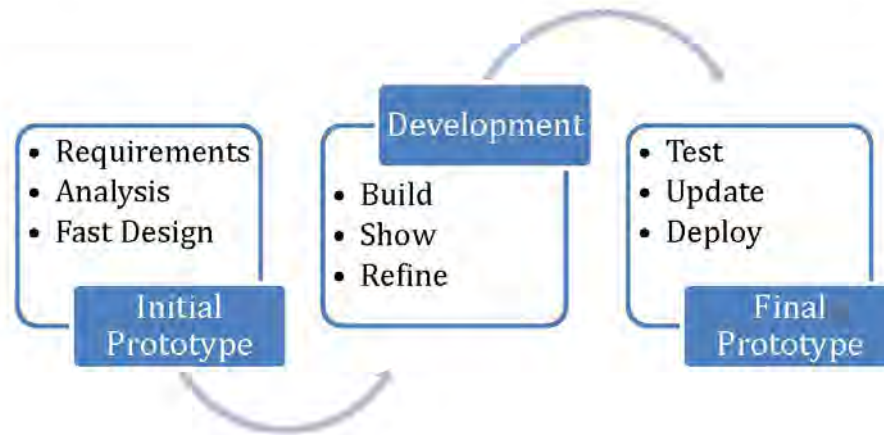 • Requirements
• Analysis
• Fast Design
Initial
Prototype
Development
• Build
• Show
• Refine
• Test
• Update
• Deploy
Final
Prototype